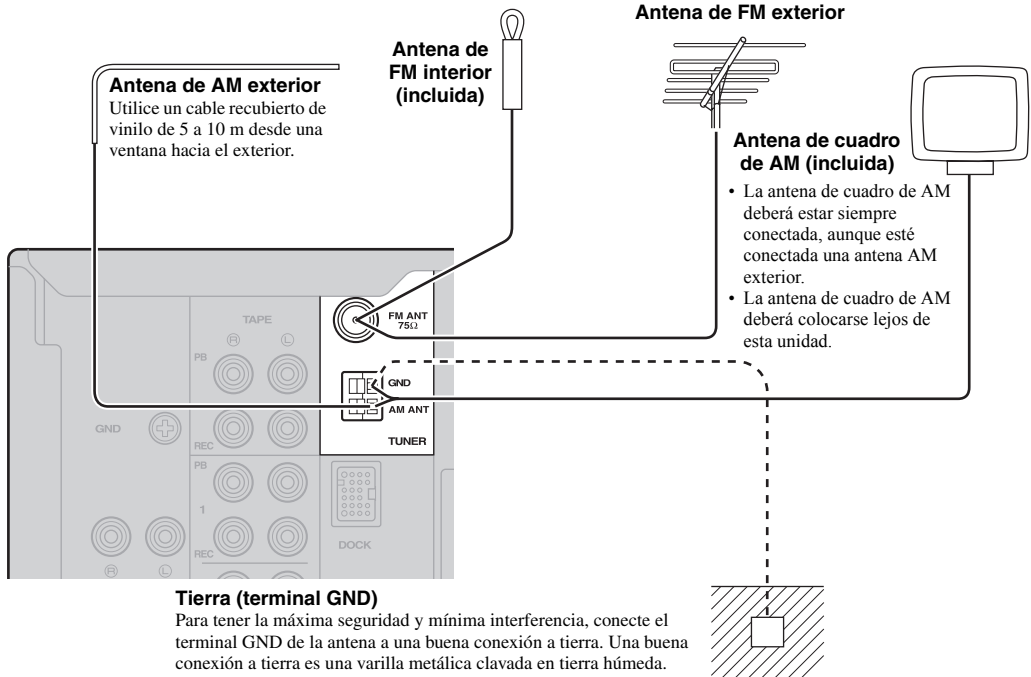 Antena de FM exterior
Antena de
FM interior
(incluida)
Antena de AM exterior
Utilice un cable recubierto de
vinilo de 5 a 10 m desde una
ventana hacia el exterior.
Antena de cuadro
de AM (incluida)
• La antena de cuadro de AM
deberá estar siempre
conectada, aunque esté
conectada una antena AM
exterior.
• La antena de cuadro de AM
deberá colocarse lejos de
esta unidad.
TAPE
R L
PB
REC
GND
PB
1
REC
R L
FM ANT
75Ω
GND
AM ANT
TUNER
DOCK
Tierra (terminal GND)
Para tener la máxima seguridad y mínima interferencia, conecte el
terminal GND de la antena a una buena conexión a tierra. Una buena
conexión a tierra es una varilla metálica clavada en tierra húmeda.